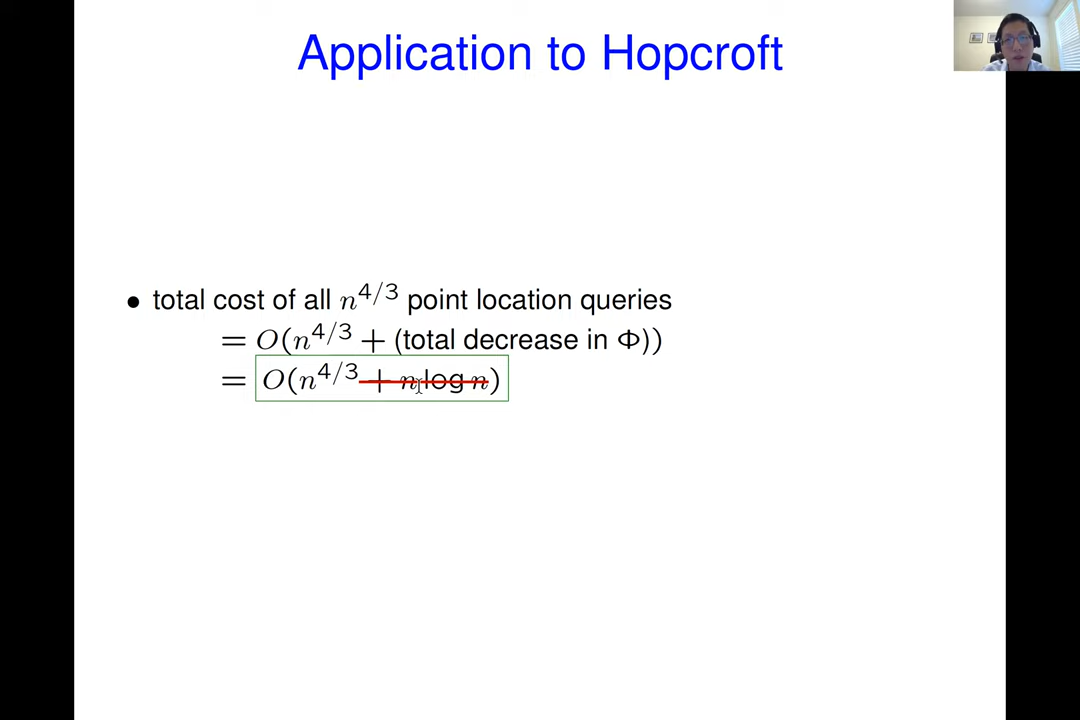 Application to Hopcroft
• total cost of all n^{4/3} point location queries
= O(n^{4/3} + (total decrease in Φ))
= O(n^{4/3} + n log n)